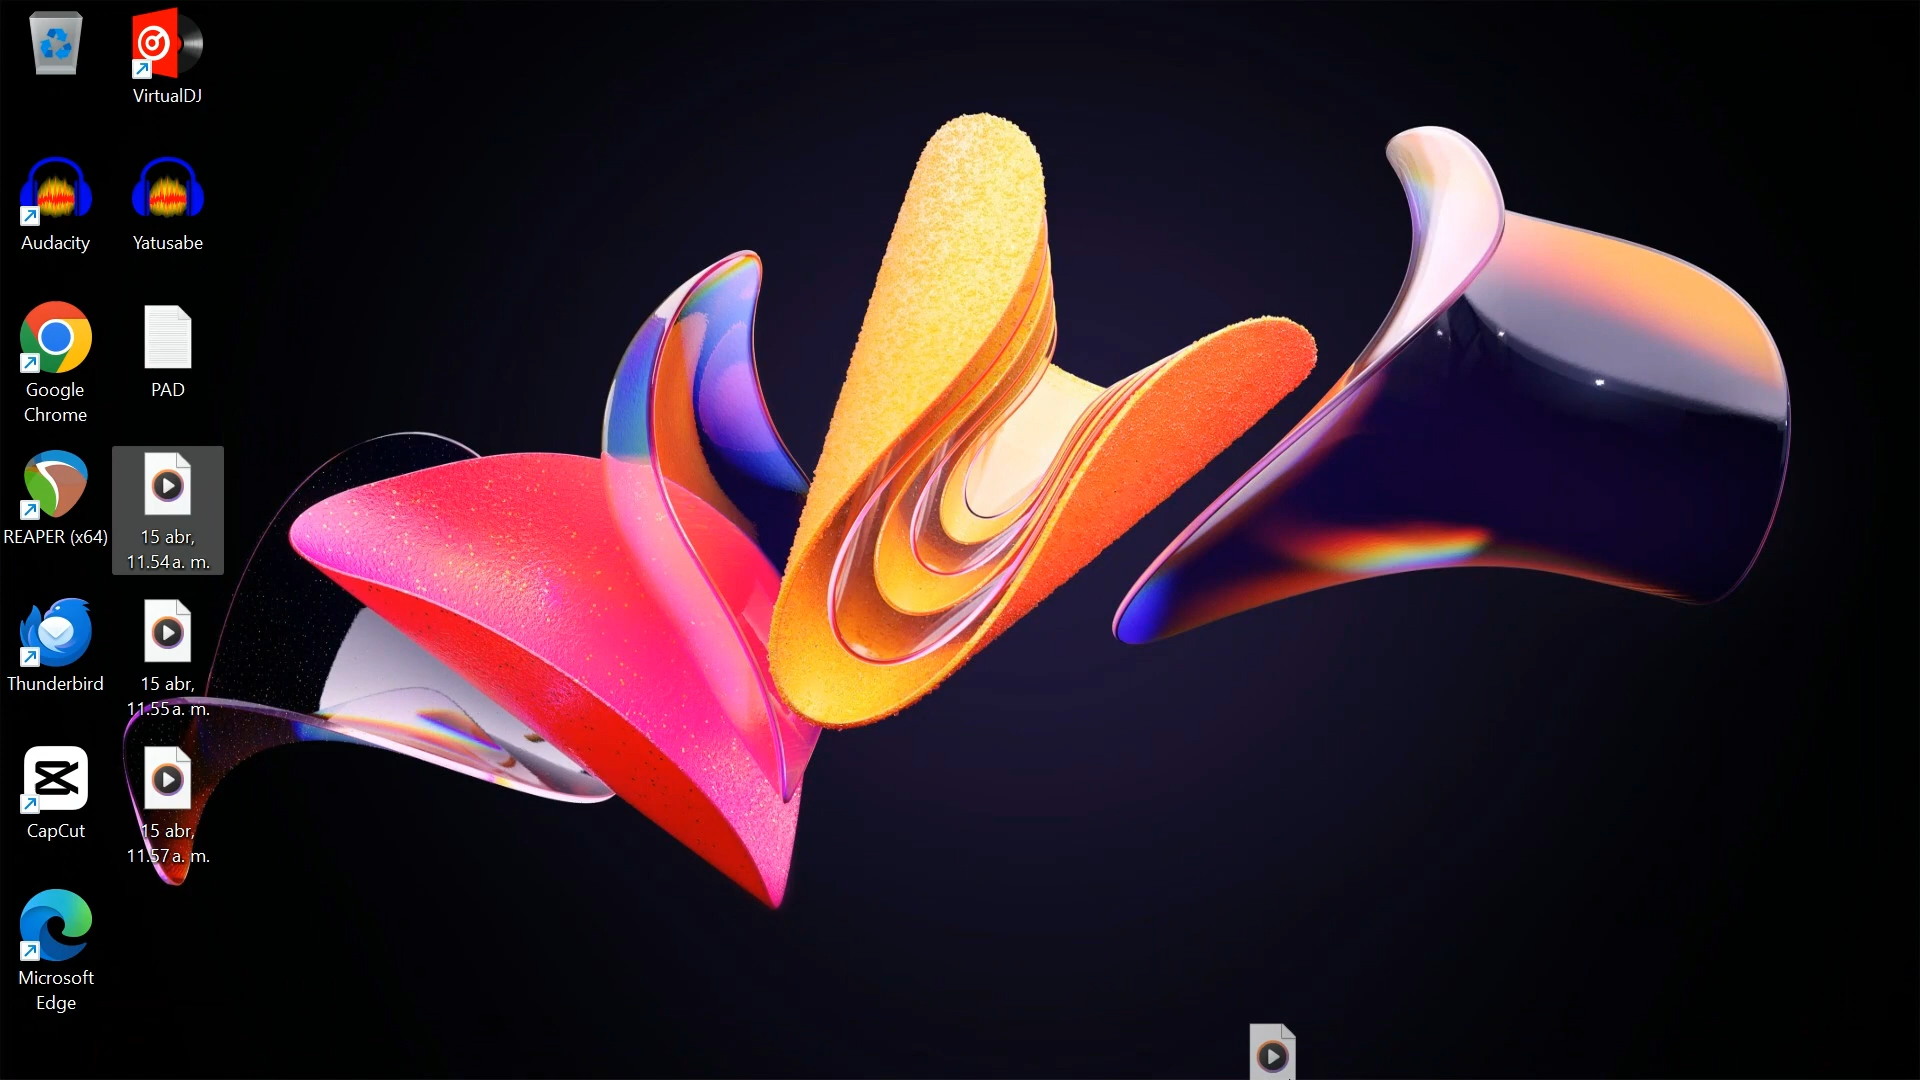 VirtualDJ
Audacity
Yatusabe
Google
Chrome
PAD
REAPER (x64)
15 abr,
11.54 a. m.
Thunderbird
15 abr,
11.55 a. m.
CapCut
15 abr,
11.57 a. m.
Microsoft
Edge